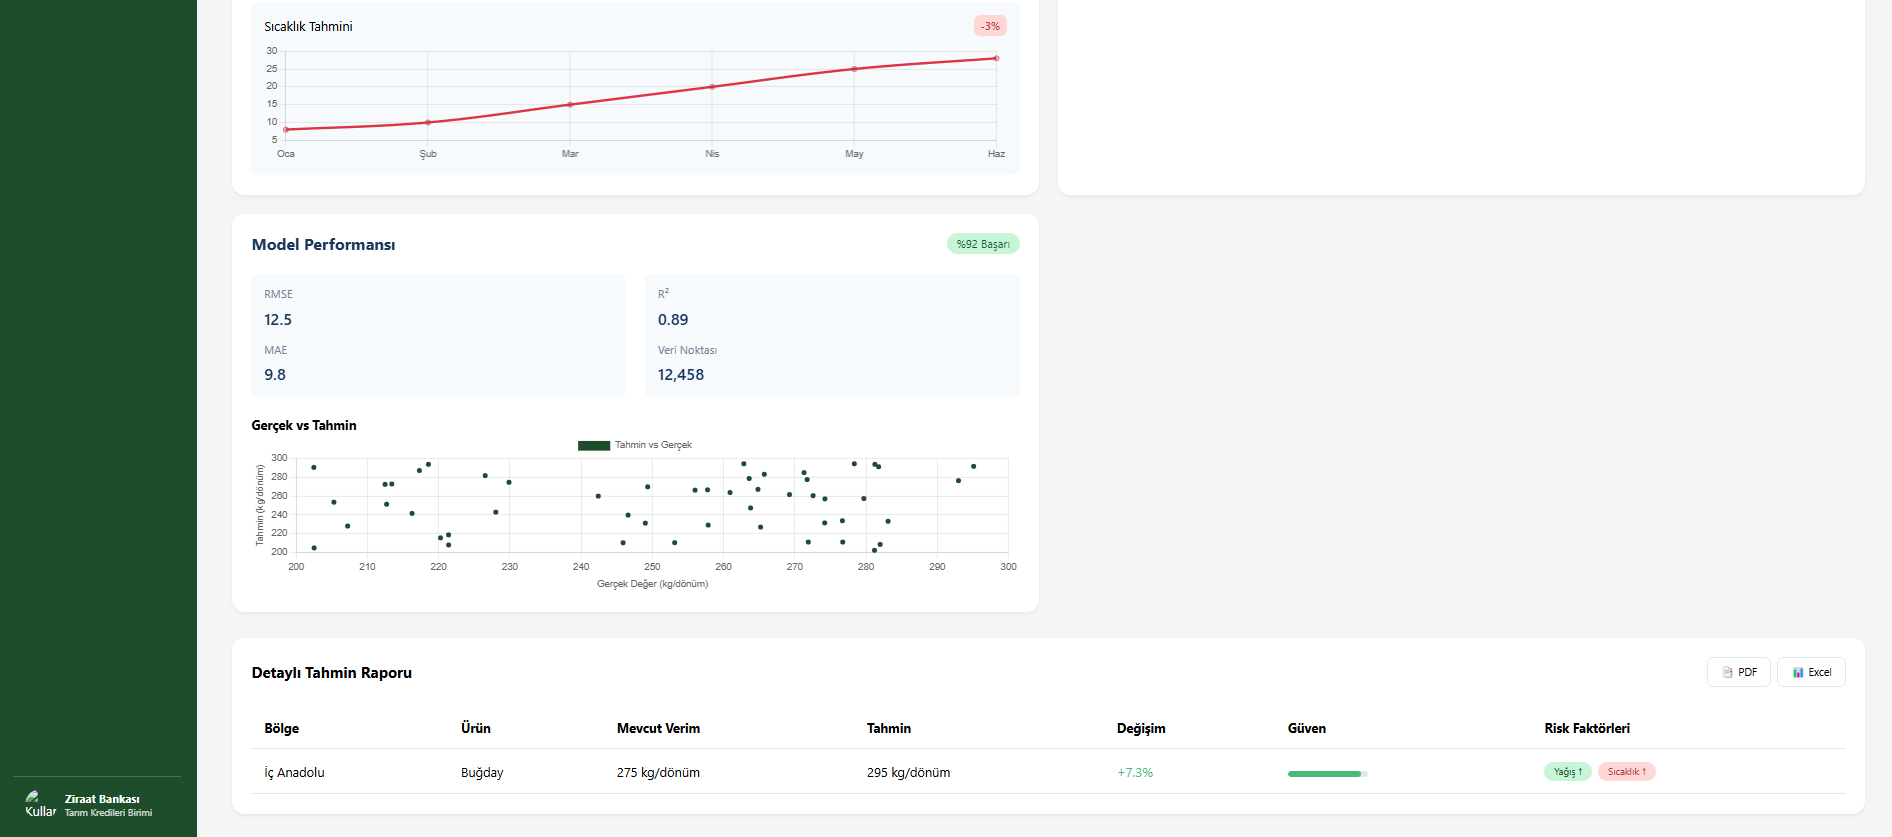 Sıcaklık Tahmini
-3%
30
25
20
15
10
5
Oca Şub Mar Nis May Haz
Model Performansı
%92 Başarı
RMSE
12.5
MAE
9.8
R²
0.89
Veri Noktası
12,458
Gerçek vs Tahmin
Tahmin vs Gerçek
Tahmin (kg/dönüm)
300
280
260
240
220
200
200 210 220 230 240 250 260 270 280 290 300
Gerçek Değer (kg/dönüm)
Detaylı Tahmin Raporu
PDF
Excel
Bölge Ürün Mevcut Verim Tahmin Değişim Güven Risk Faktörleri
İç Anadolu Buğday 275 kg/dönüm 295 kg/dönüm +7.3% Yağış ↑ Sıcaklık ↑
Kullar
Ziraat Bankası
Tarım Kredileri Birimi